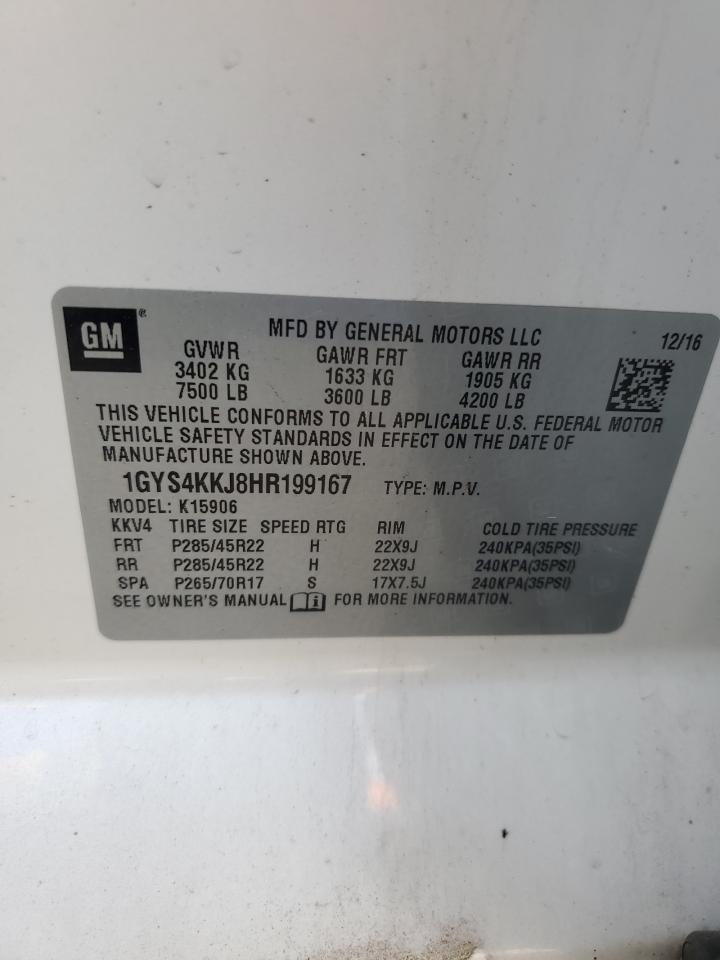 GM®
MFD BY GENERAL MOTORS LLC 12/16
GVWR GAWR FRT GAWR RR
3402 KG 1633 KG 1905 KG
7500 LB 3600 LB 4200 LB
THIS VEHICLE CONFORMS TO ALL APPLICABLE U.S. FEDERAL MOTOR
VEHICLE SAFETY STANDARDS IN EFFECT ON THE DATE OF
MANUFACTURE SHOWN ABOVE.
1GYS4KKJ8HR199167 TYPE: M.P.V.
MODEL: K15906
KKV4 TIRE SIZE SPEED RTG RIM COLD TIRE PRESSURE
FRT P285/45R22 H 22X9J 240KPA(35PSI)
RR P285/45R22 H 22X9J 240KPA(35PSI)
SPA P265/70R17 S 17X7.5J 240KPA(35PSI)
SEE OWNER'S MANUAL i FOR MORE INFORMATION.